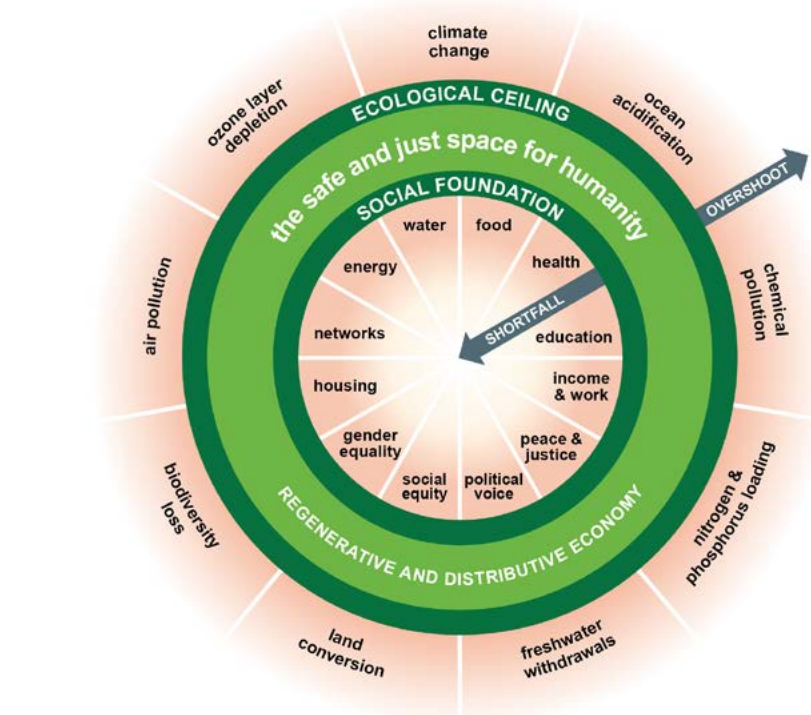 climate
change
ocean
acidification
chemical
pollution
nitrogen &
phosphorus loading
freshwater
withdrawals
land
conversion
biodiversity
loss
air pollution
ozone layer
depletion
ECOLOGICAL CEILING
OVERSHOOT
the safe and just space for humanity
SOCIAL FOUNDATION
water
food
health
SHORTFALL
education
income
& work
peace &
justice
political
voice
social
equity
gender
equality
housing
networks
energy
REGENERATIVE AND DISTRIBUTIVE ECONOMY